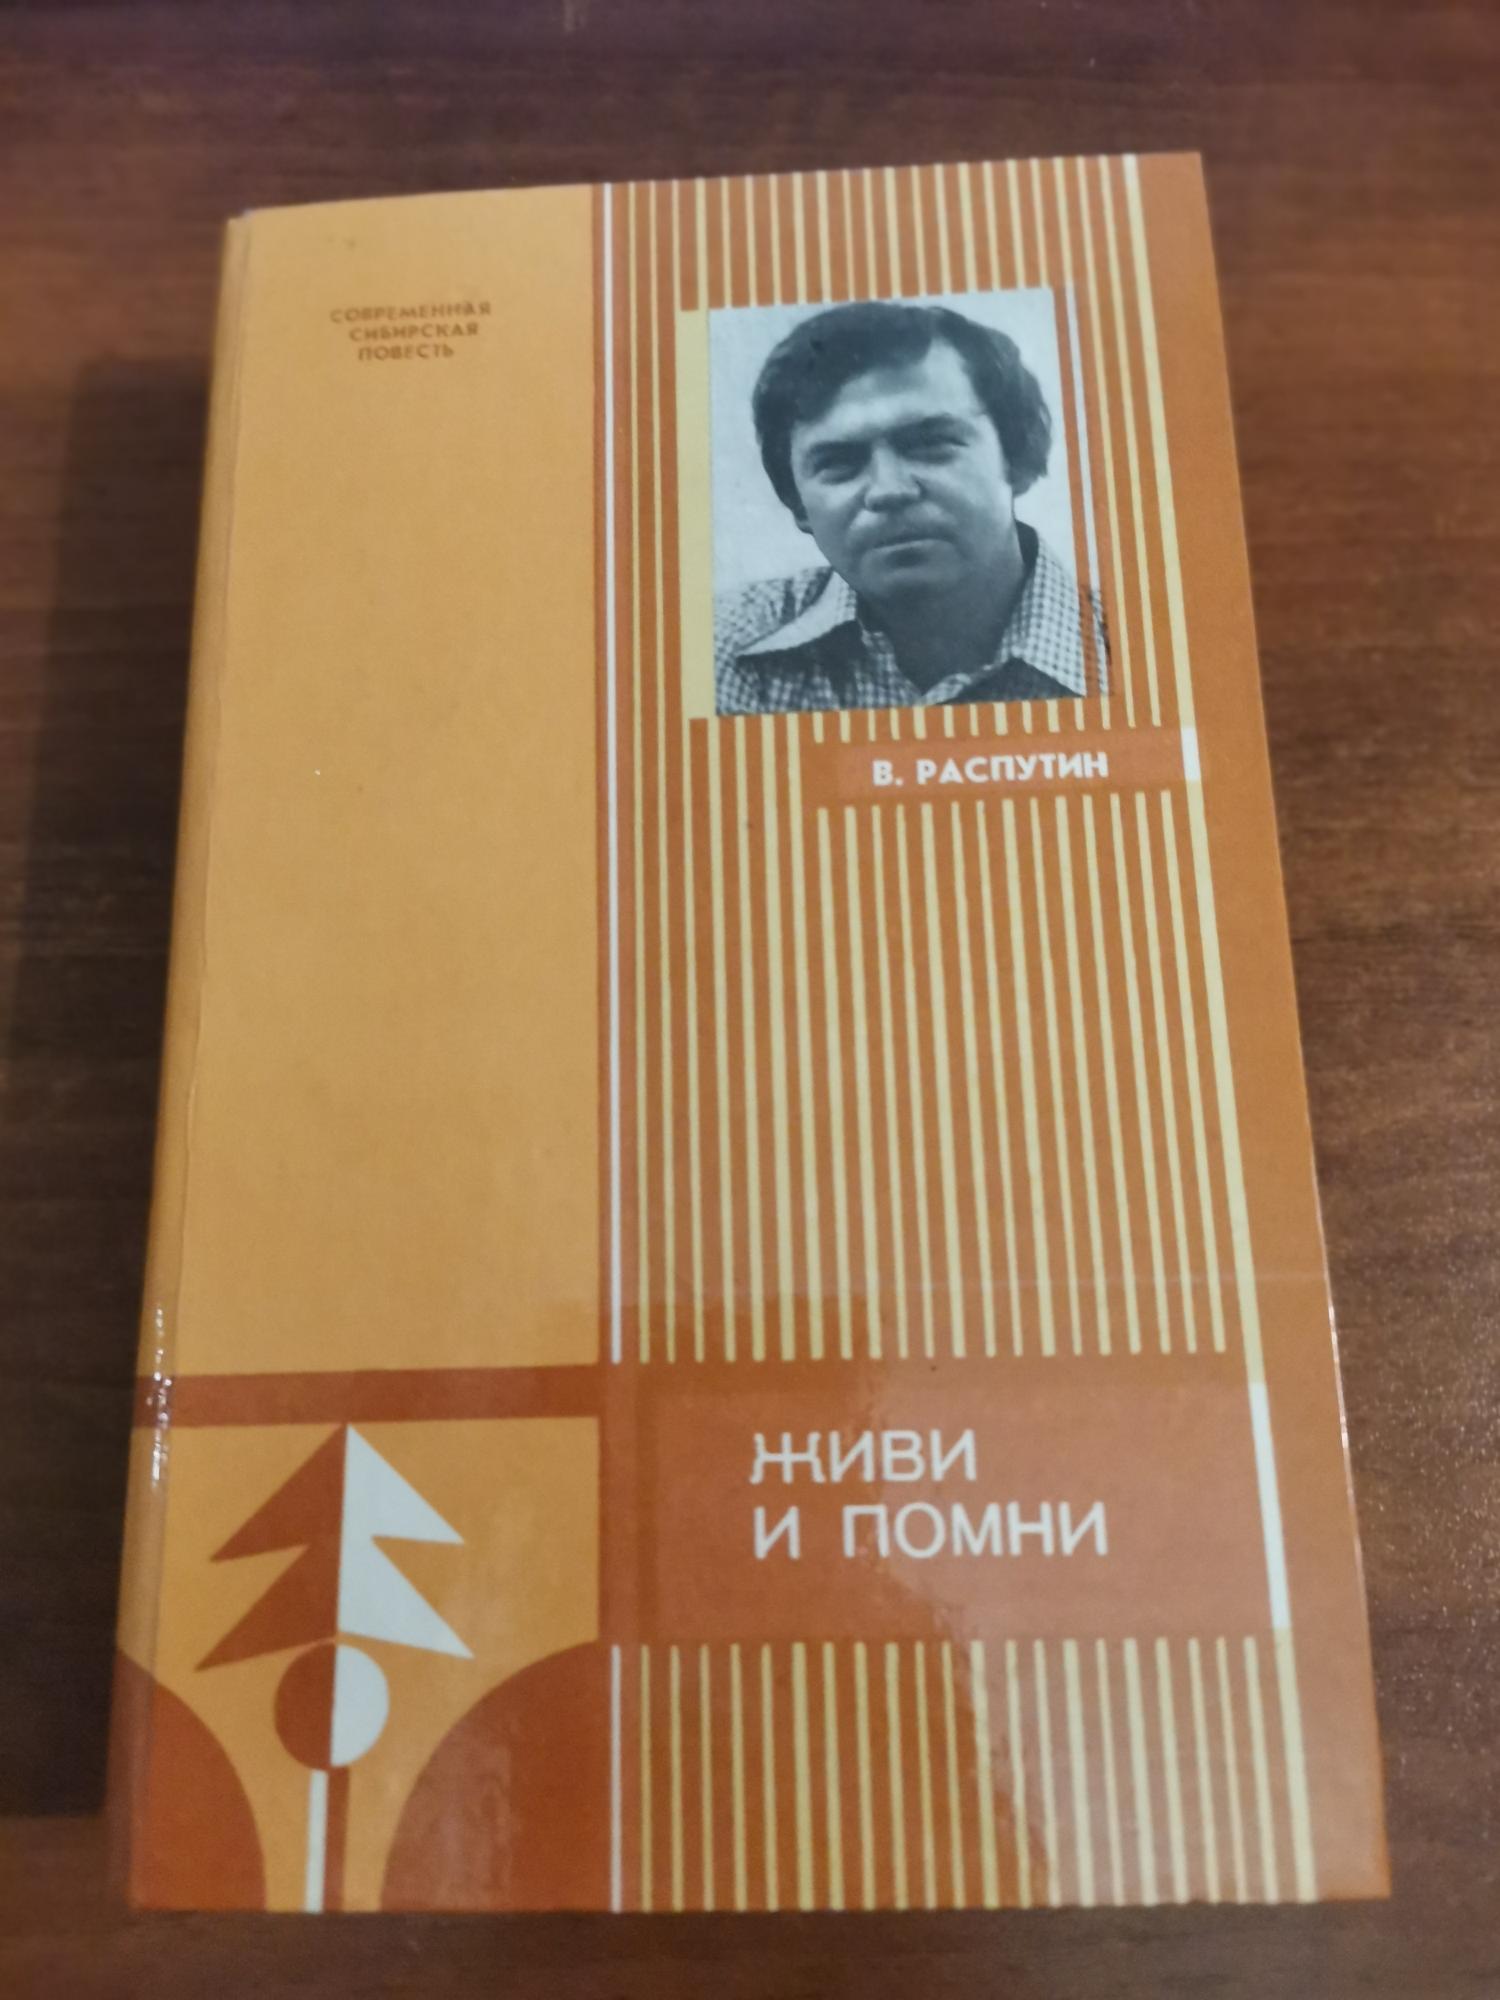 СОВРЕМЕННАЯ
СИБИРСКАЯ
ПОВЕСТЬ
В. РАСПУТИН
ЖИВИ
И ПОМНИ